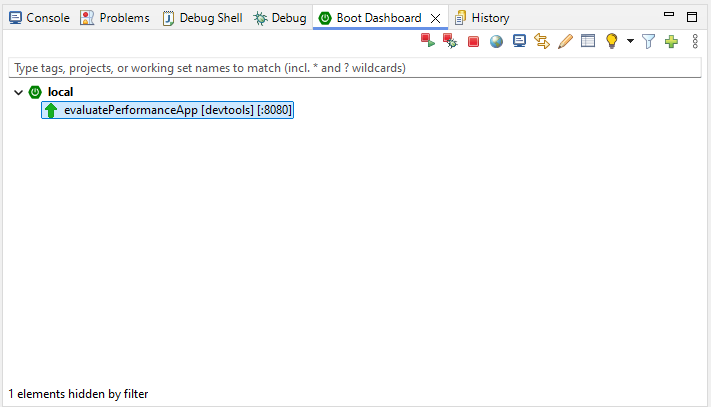 Console Problems Debug Shell Debug Boot Dashboard History
Type tags, projects, or working set names to match (incl. * and ? wildcards)
local
evaluatePerformanceApp [devtools] [:8080]
1 elements hidden by filter